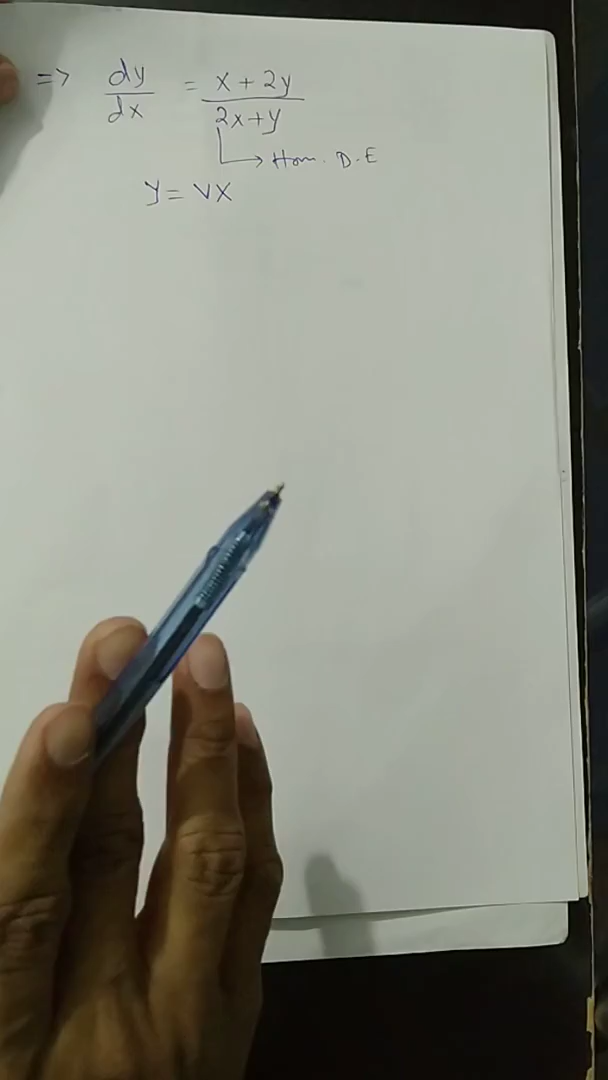 => dy/dx = x + 2y / 2x+y
Hom. D.E
y = vx